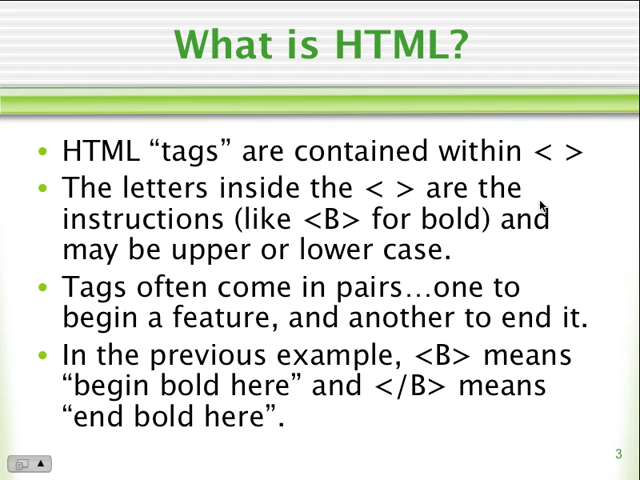 What is HTML?
• HTML “tags” are contained within < >
• The letters inside the < > are the
instructions (like <B> for bold) and
may be upper or lower case.
• Tags often come in pairs…one to
begin a feature, and another to end it.
• In the previous example, <B> means
“begin bold here” and </B> means
“end bold here”.
3